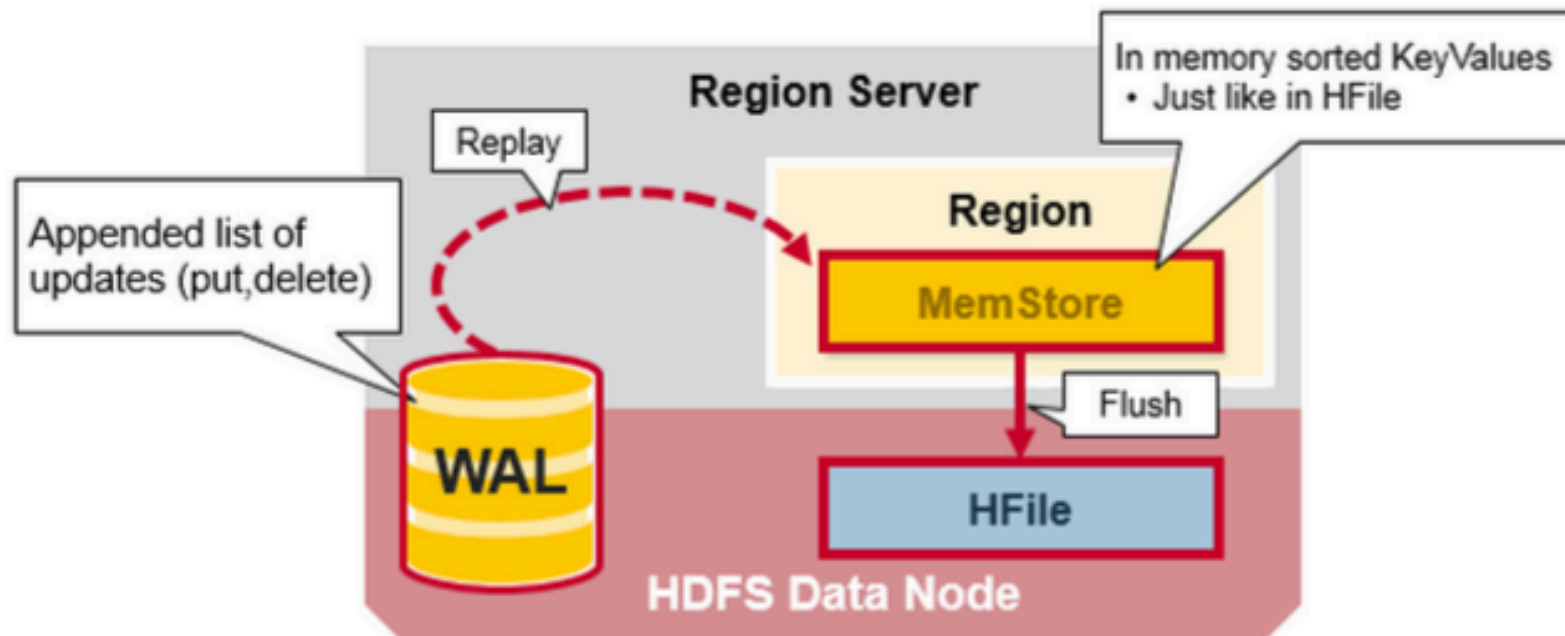 Region Server
In memory sorted KeyValues
• Just like in HFile
Replay
Appended list of
updates (put,delete)
Region
MemStore
Flush
WAL
HFile
HDFS Data Node